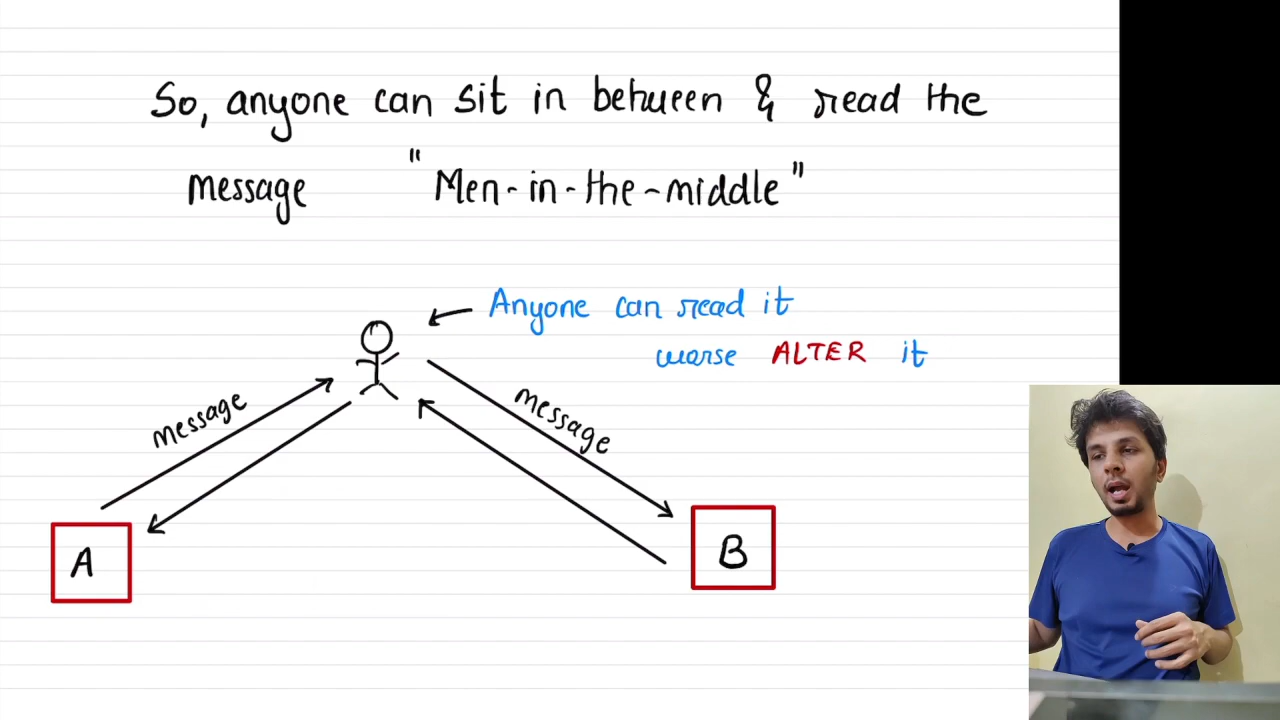 So, anyone can sit in between & read the
message "Men-in-the-middle"
Anyone can read it
worse ALTER it
message
message
A
B